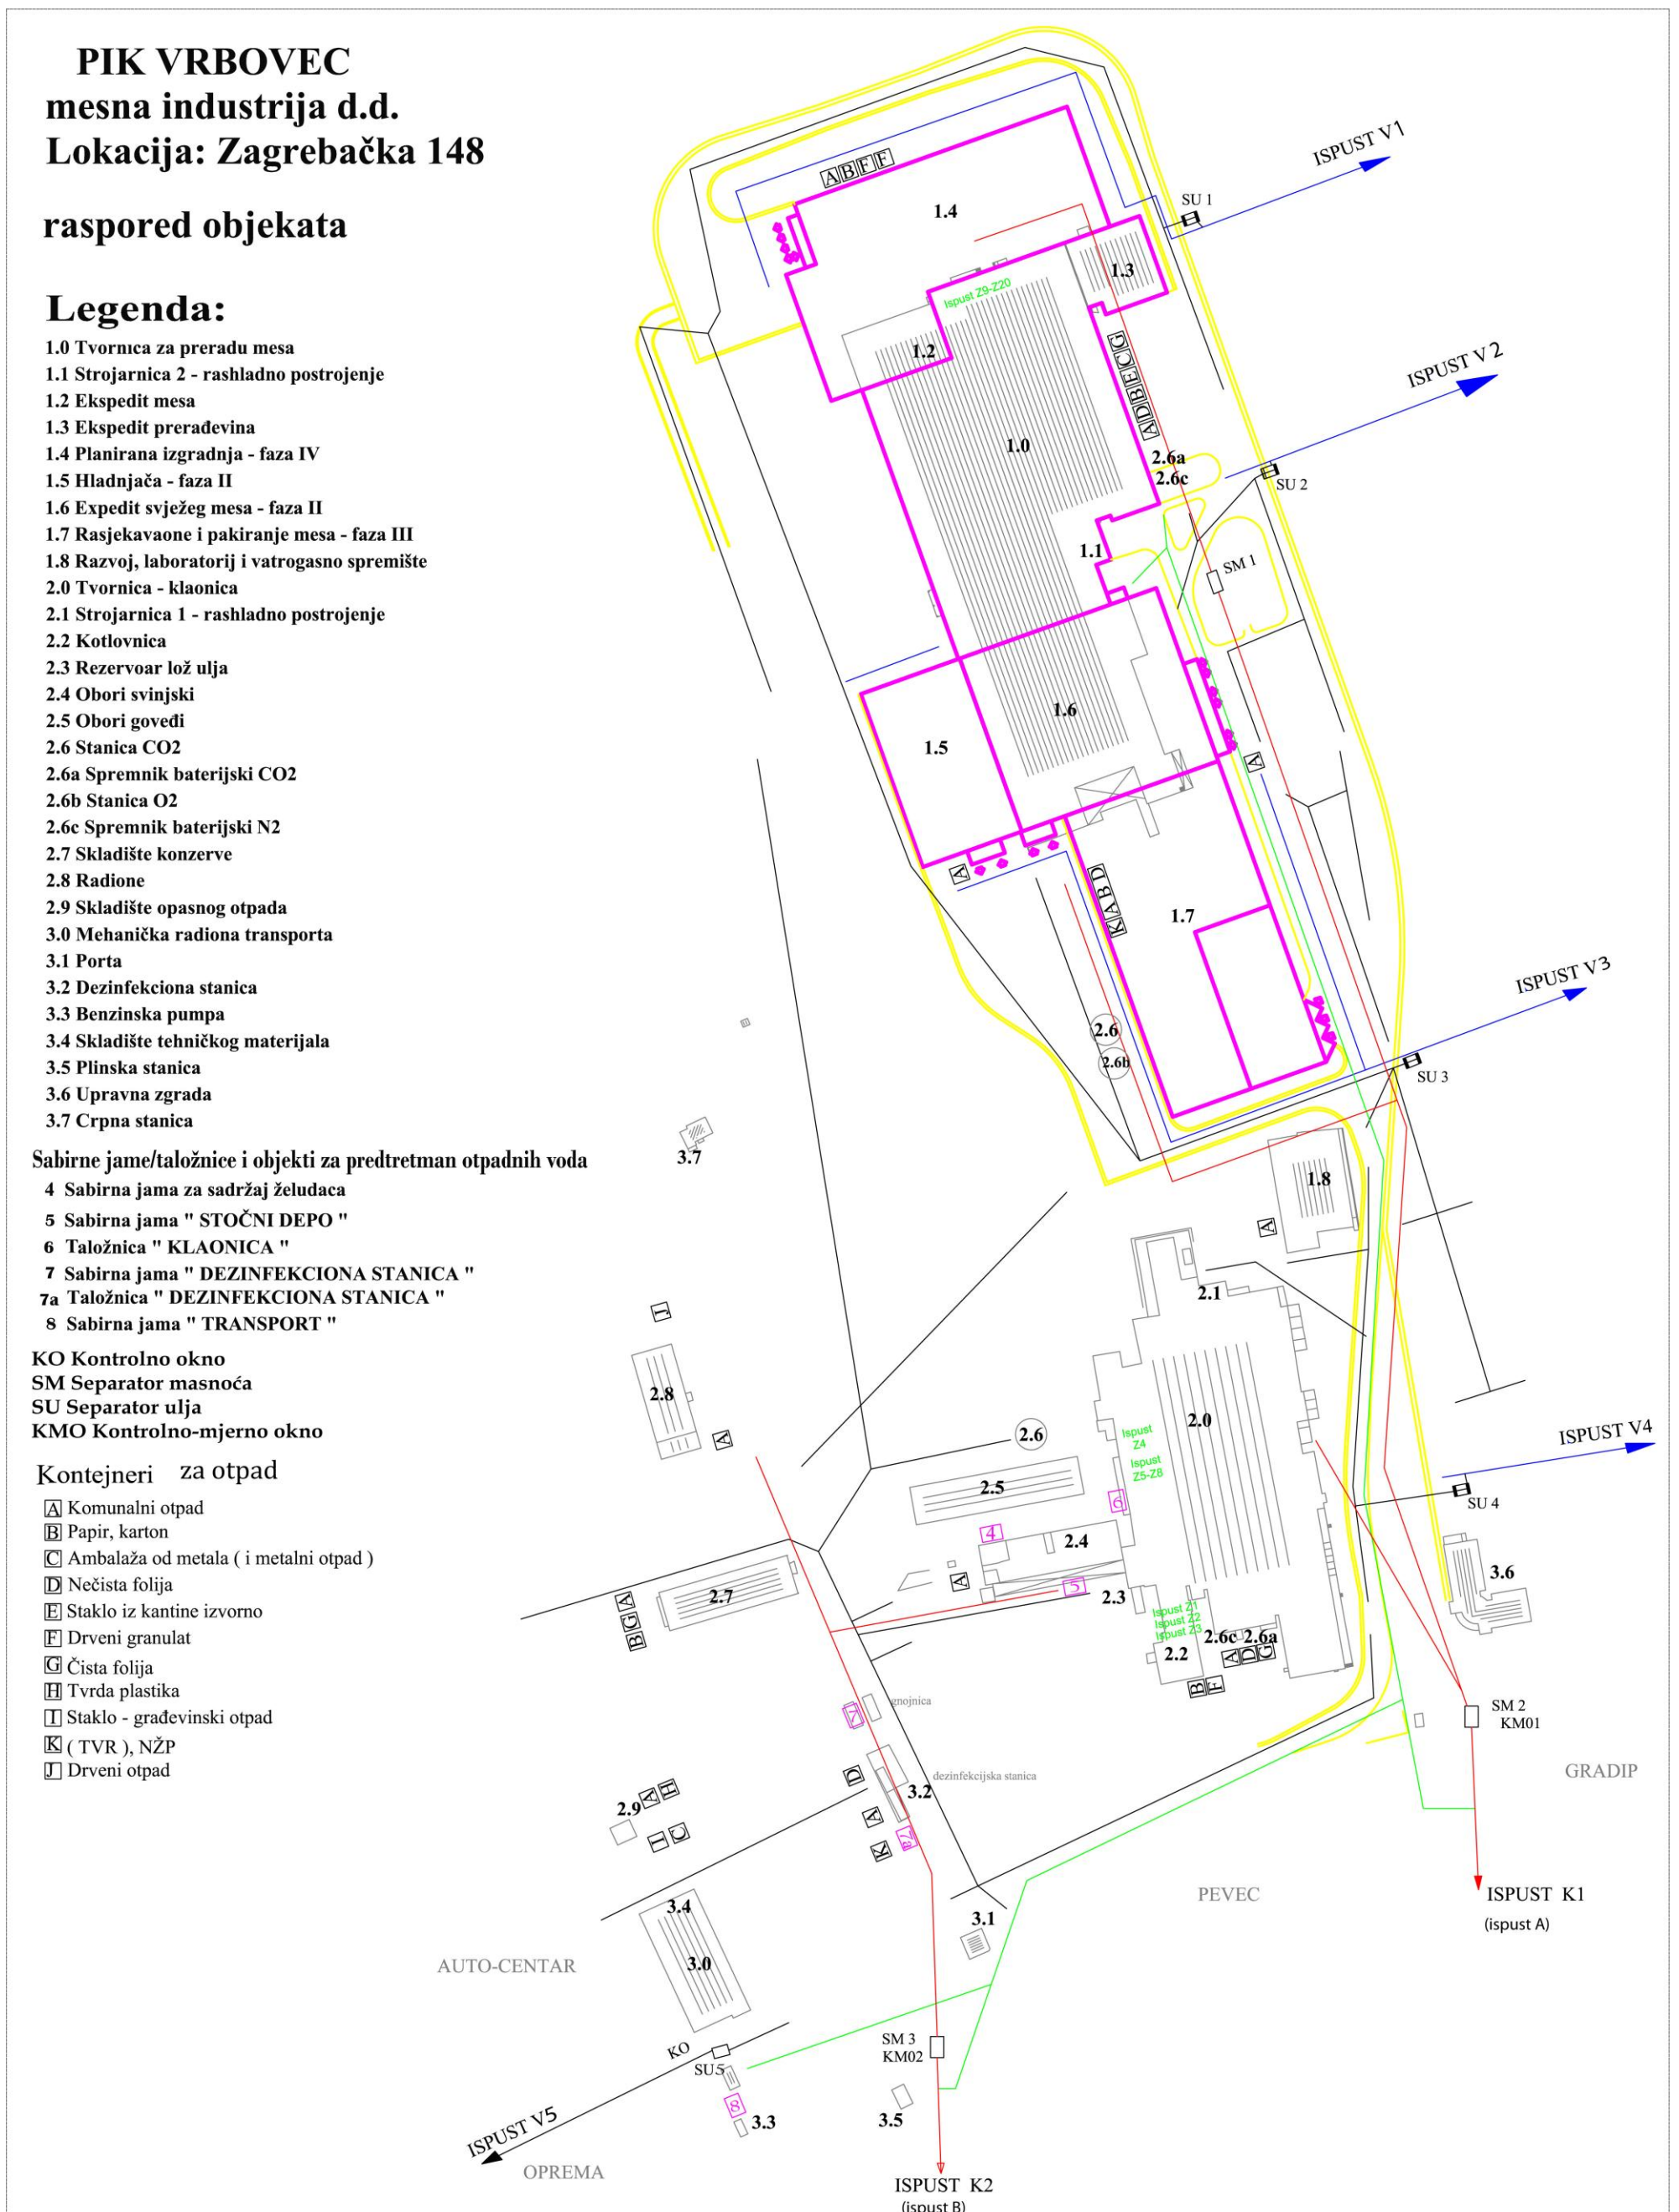 PIK VRBOVEC
mesna industrija d.d.
Lokacija: Zagrebačka 148
raspored objekata
Legenda:
1.0 Tvornica za preradu mesa
1.1 Strojarnica 2 - rashladno postrojenje
1.2 Ekspedit mesa
1.3 Ekspedit prerađevina
1.4 Planirana izgradnja - faza IV
1.5 Hladnjača - faza II
1.6 Expedit svježeg mesa - faza II
1.7 Rasjekavaone i pakiranje mesa - faza III
1.8 Razvoj, laboratorij i vatrogasno spremište
2.0 Tvornica - klaonica
2.1 Strojarnica 1 - rashladno postrojenje
2.2 Kotlovnica
2.3 Rezervoar lož ulja
2.4 Obori svinjski
2.5 Obori goveđi
2.6 Stanica CO2
2.6a Spremnik baterijski CO2
2.6b Stanica O2
2.6c Spremnik baterijski N2
2.7 Skladište konzerve
2.8 Radione
2.9 Skladište opasnog otpada
3.0 Mehanička radiona transporta
3.1 Porta
3.2 Dezinfekciona stanica
3.3 Benzinska pumpa
3.4 Skladište tehničkog materijala
3.5 Plinska stanica
3.6 Upravna zgrada
3.7 Crpna stanica
Sabirne jame/taložnice i objekti za predtretman otpadnih voda
4 Sabirna jama za sadržaj želudaca
5 Sabirna jama " STOČNI DEPO "
6 Taložnica " KLAONICA "
7 Sabirna jama " DEZINFEKCIONA STANICA "
7a Taložnica " DEZINFEKCIONA STANICA "
8 Sabirna jama " TRANSPORT "
KO Kontrolno okno
SM Separator masnoća
SU Separator ulja
KMO Kontrolno-mjerno okno
Kontejneri za otpad
A Komunalni otpad
B Papir, karton
C Ambalaža od metala ( i metalni otpad )
D Nečista folija
E Staklo iz kantine izvorno
F Drveni granulat
G Čista folija
H Tvrda plastika
I Staklo - građevinski otpad
K ( TVR ), NŽP
J Drveni otpad
ISPUST V1
SU 1
ABFF
1.4
1.3
Ispust Z9-Z20
1.2
ADBECG
ISPUST V2
1.0
2.6a
2.6c
SU 2
1.1
SM 1
1.6
1.5
A
A
KABD
1.7
ISPUST V3
2.6
2.6b
SU 3
3.7
1.8
A
2.1
J
2.8
A
2.0
Ispust
Z4
Ispust
Z5-Z8
2.6
ISPUST V4
2.5
SU 4
6
4
2.4
3.6
A
5
2.3
2.7
BGA
Ispust Z1
Ispust Z2
Ispust Z3
2.6c 2.6a
ADG
2.2
BF
gnojnica
7
SM 2
KM01
GRADIP
dezinfekcijska stanica
D
3.2
A
7a
K
2.9
AH
IC
PEVEC
ISPUST K1
(ispust A)
3.4
3.1
AUTO-CENTAR
3.0
KO
SU5
SM 3
KM02
8
3.3
3.5
ISPUST V5
OPREMA
ISPUST K2
(ispust B)